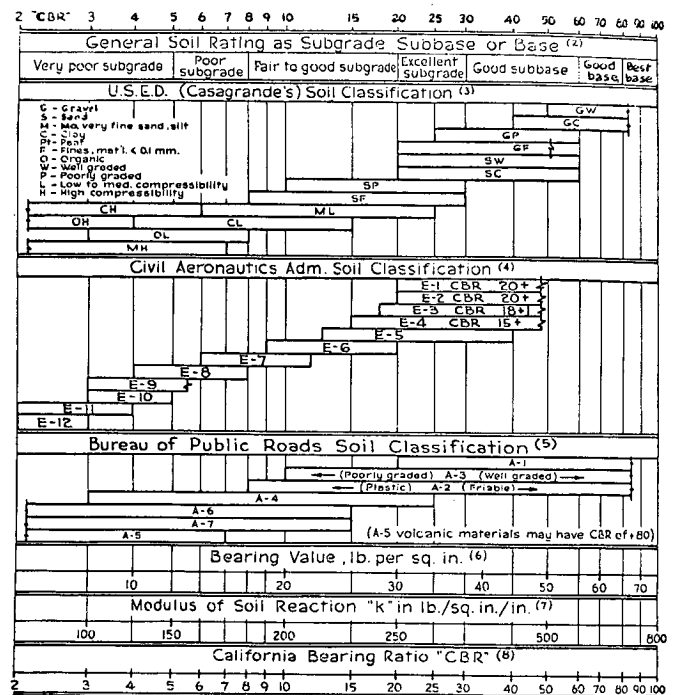 2 "CBR" 3 4 5 6 7 8 9 10 15 20 25 30 40 50 60 70 80 90 100
General Soil Rating as Subgrade Subbase or Base (2)
Very poor subgrade
Poor subgrade
Fair to good subgrade
Excellent subgrade
Good subbase
Good base
Best base
U.S.E.D. (Casagrande's) Soil Classification (3)
G - Gravel
S - Sand
M - Mo, very fine sand, silt
C - Clay
Pt - Peat
F - Fines, mat'l. < 0.1 mm.
O - Organic
W - Well graded
P - Poorly graded
L - Low to med. compressibility
H - High compressibility
GW
GC
GP
GF
SW
SC
SP
SF
CH ML
OH CL
OL
MH
Civil Aeronautics Adm. Soil Classification (4)
E-1 CBR 20+
E-2 CBR 20+
E-3 CBR 18+
E-4 CBR 15+
E-5
E-6
E-7
E-8
E-9
E-10
E-11
E-12
Bureau of Public Roads Soil Classification (5)
A-1
(Poorly graded) A-3 (Well graded)
(Plastic) A-2 (Friable)
A-4
A-6
A-7
A-5 (A-5 volcanic materials may have CBR of +80)
Bearing Value, lb. per sq. in. (6)
10 20 30 40 50 60 70
Modulus of Soil Reaction "k" in lb./sq. in./in. (7)
100 150 200 250 500 600 800
California Bearing Ratio "CBR" (8)
2 3 4 5 6 7 8 9 10 15 20 25 30 40 50 60 70 80 90 100